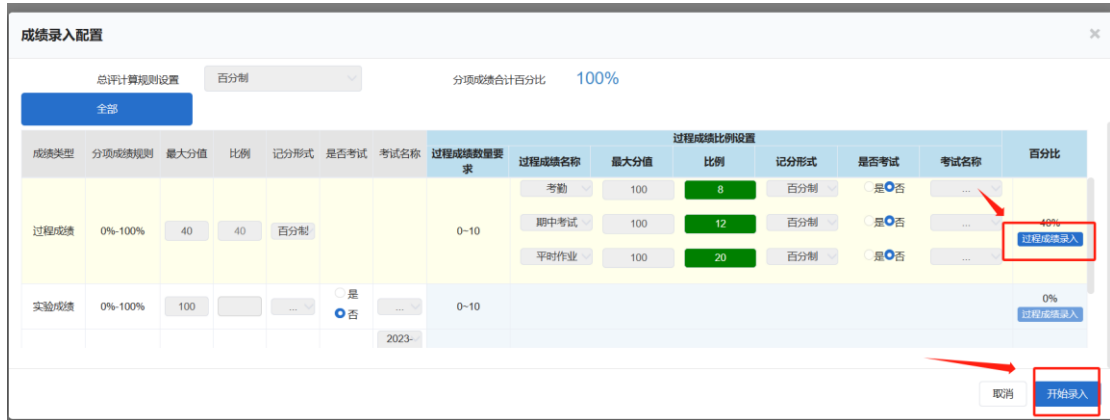 成绩录入配置
×
总评计算规则设置 百分制 分项成绩合计百分比 100%
全部
成绩类型 分项成绩规则 最大分值 比例 记分形式 是否考试 考试名称 过程成绩数量要求 过程成绩比例设置 百分比
过程成绩名称 最大分值 比例 记分形式 是否考试 考试名称
考勤 100 8 百分制 是 否 ...
过程成绩 0%-100% 40 40 百分制 0~10 期中考试 100 12 百分制 是 否 ... 40%
过程成绩录入
平时作业 100 20 百分制 是 否 ...
实验成绩 0%-100% 100 ... 是 否 ... 0~10 0%
过程成绩录入
2023-
取消 开始录入